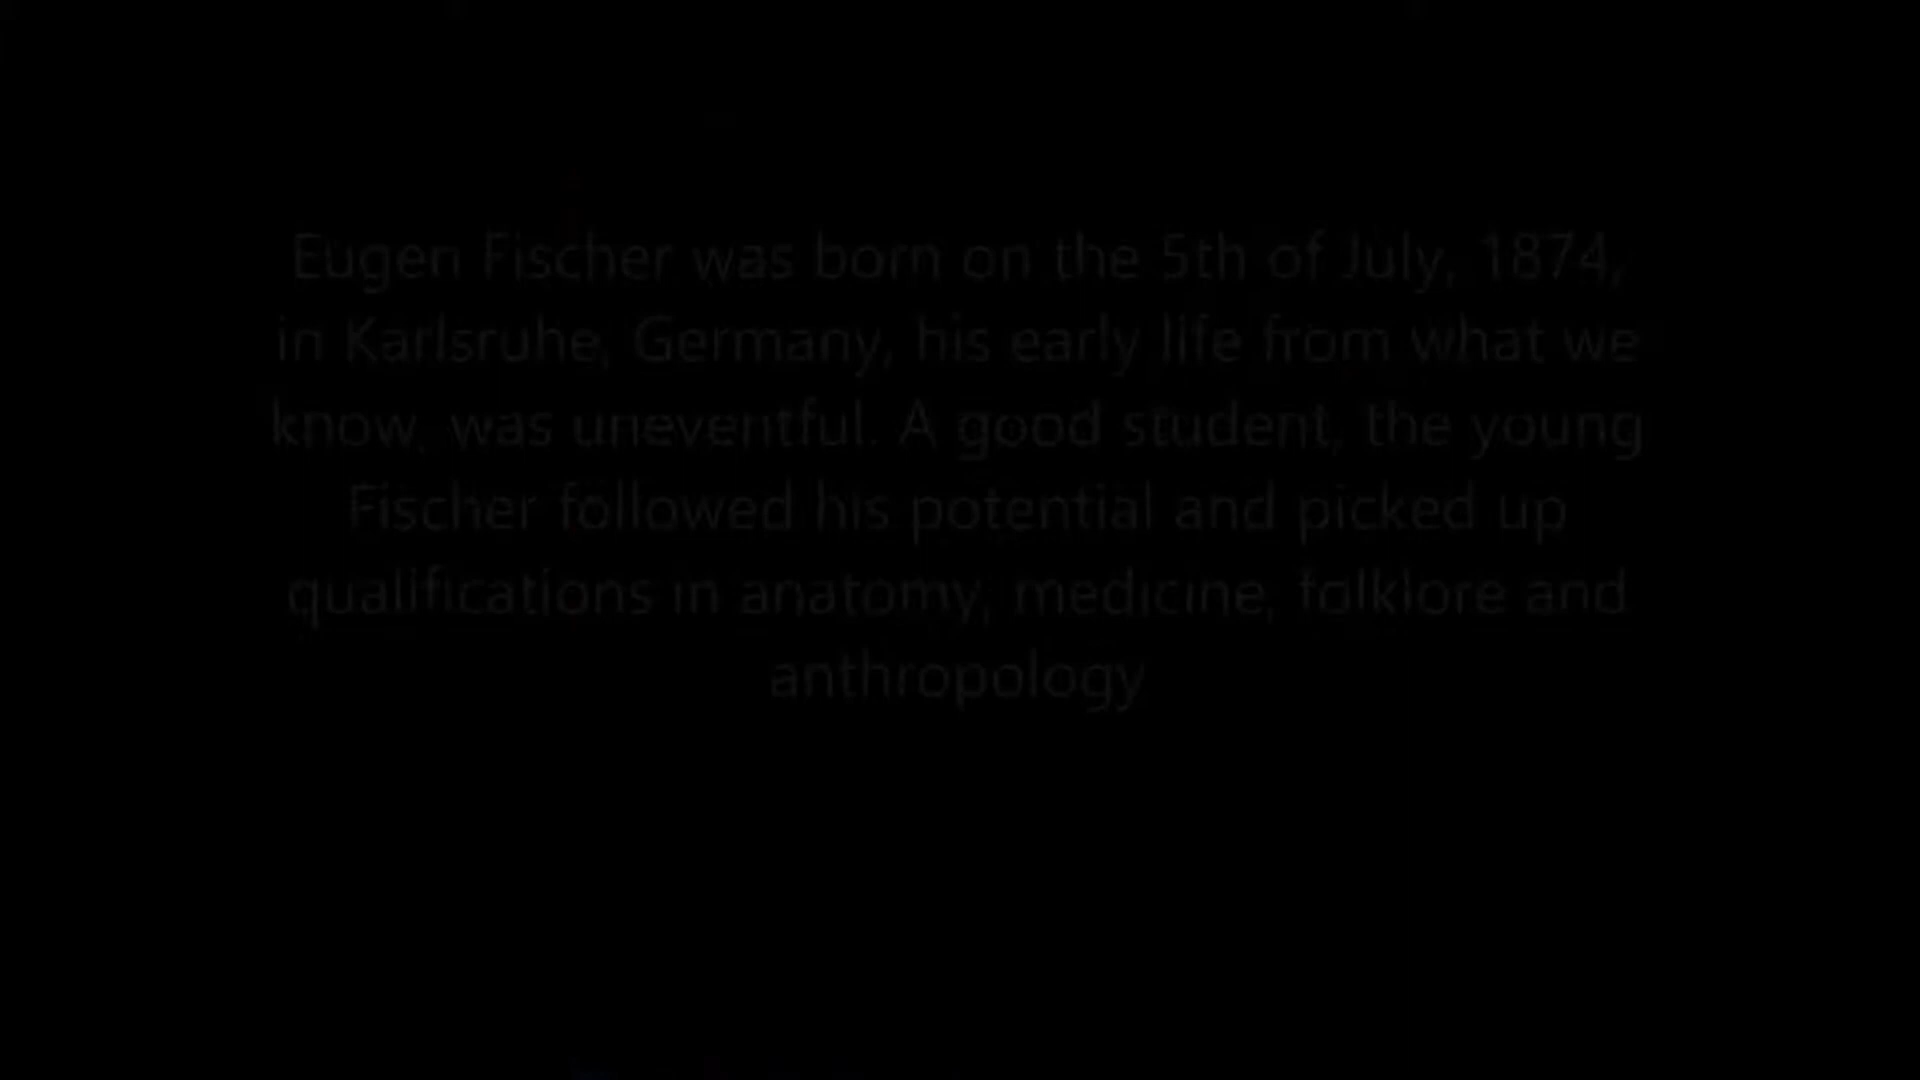 Eugen Fischer was born on the 5th of July, 1874,
in Karlsruhe, Germany, his early life from what we
know, was uneventful. A good student, the young
Fischer followed his potential and picked up
qualifications in anatomy, medicine, folklore and
anthropology